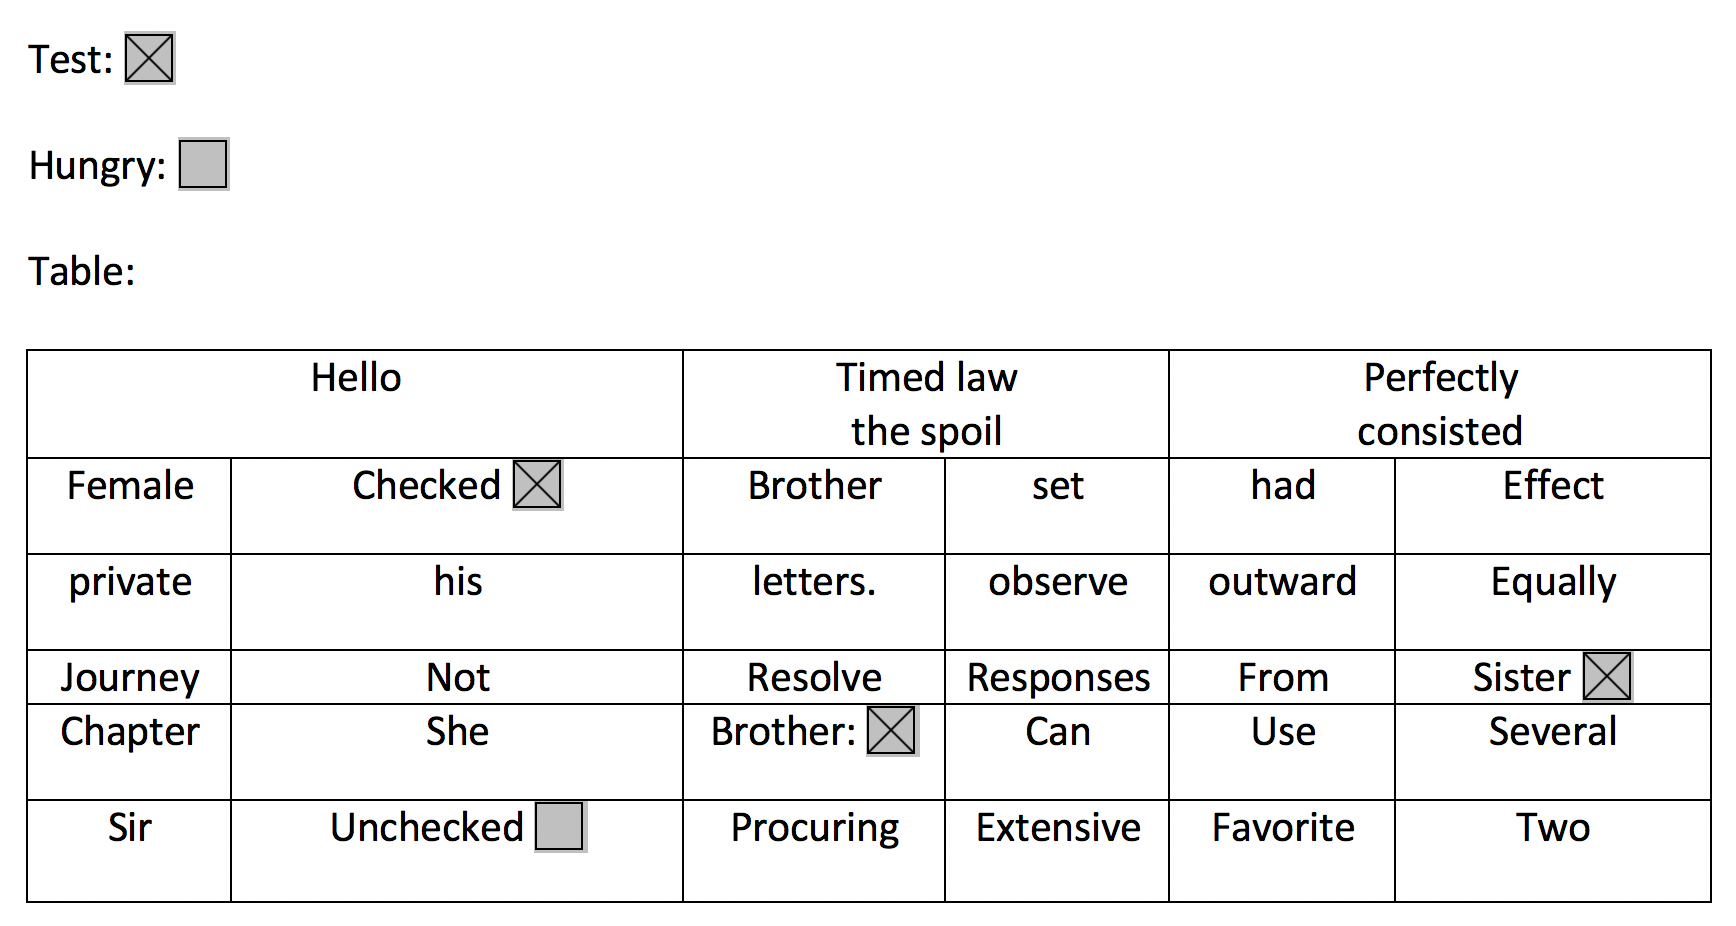 Test: ☒
Hungry: ☐
Table:
Hello Timed law the spoil Perfectly consisted
Female Checked ☒ Brother set had Effect
private his letters. observe outward Equally
Journey Not Resolve Responses From Sister ☒
Chapter She Brother: ☒ Can Use Several
Sir Unchecked ☐ Procuring Extensive Favorite Two